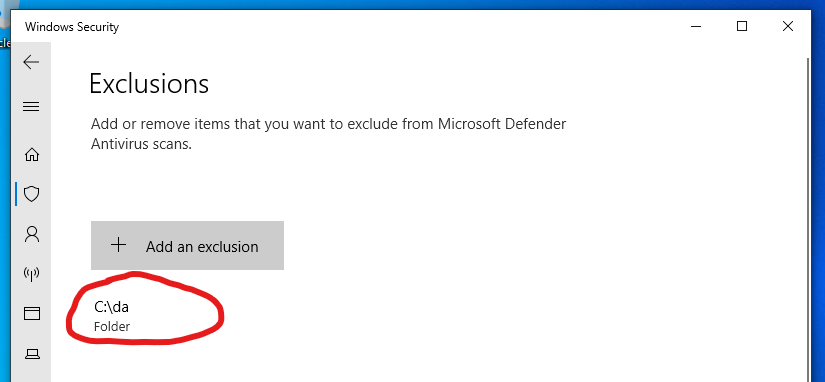 Windows Security
Exclusions
Add or remove items that you want to exclude from Microsoft Defender
Antivirus scans.
Add an exclusion
C:\da
Folder